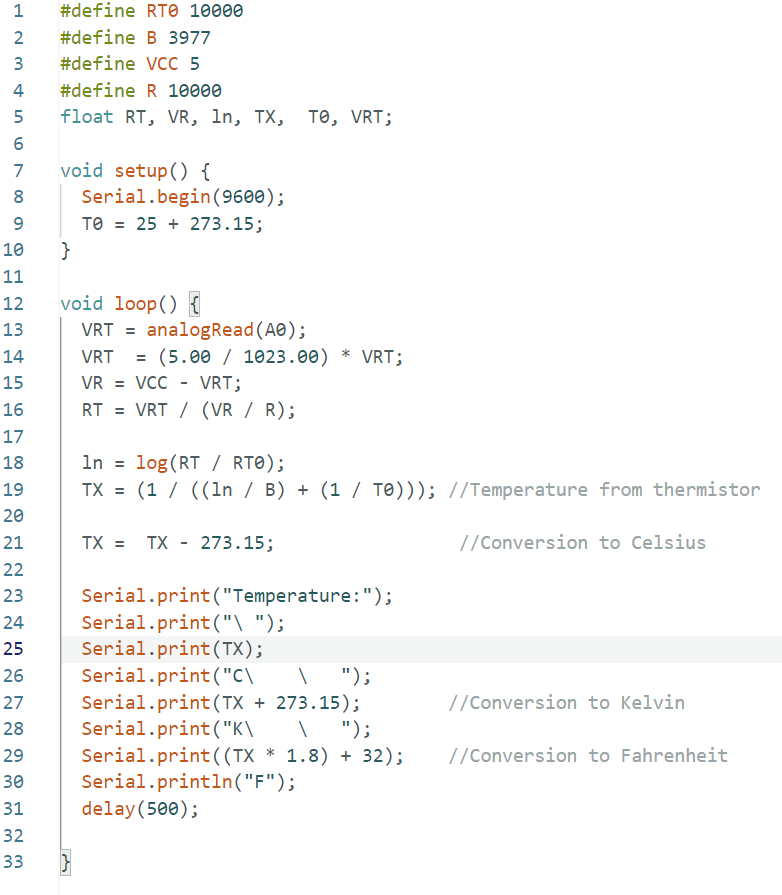 1 #define RT0 10000
2 #define B 3977
3 #define VCC 5
4 #define R 10000
5 float RT, VR, ln, TX,  T0, VRT;
6
7 void setup() {
8   Serial.begin(9600);
9   T0 = 25 + 273.15;
10 }
11
12 void loop() {
13   VRT = analogRead(A0);
14   VRT  = (5.00 / 1023.00) * VRT;
15   VR = VCC - VRT;
16   RT = VRT / (VR / R);
17
18   ln = log(RT / RT0);
19   TX = (1 / ((ln / B) + (1 / T0))); //Temperature from thermistor
20
21   TX =  TX - 273.15;                 //Conversion to Celsius
22
23   Serial.print("Temperature:");
24   Serial.print("\ ");
25   Serial.print(TX);
26   Serial.print("C\    \   ");
27   Serial.print(TX + 273.15);        //Conversion to Kelvin
28   Serial.print("K\    \   ");
29   Serial.print((TX * 1.8) + 32);    //Conversion to Fahrenheit
30   Serial.println("F");
31   delay(500);
32
33 }